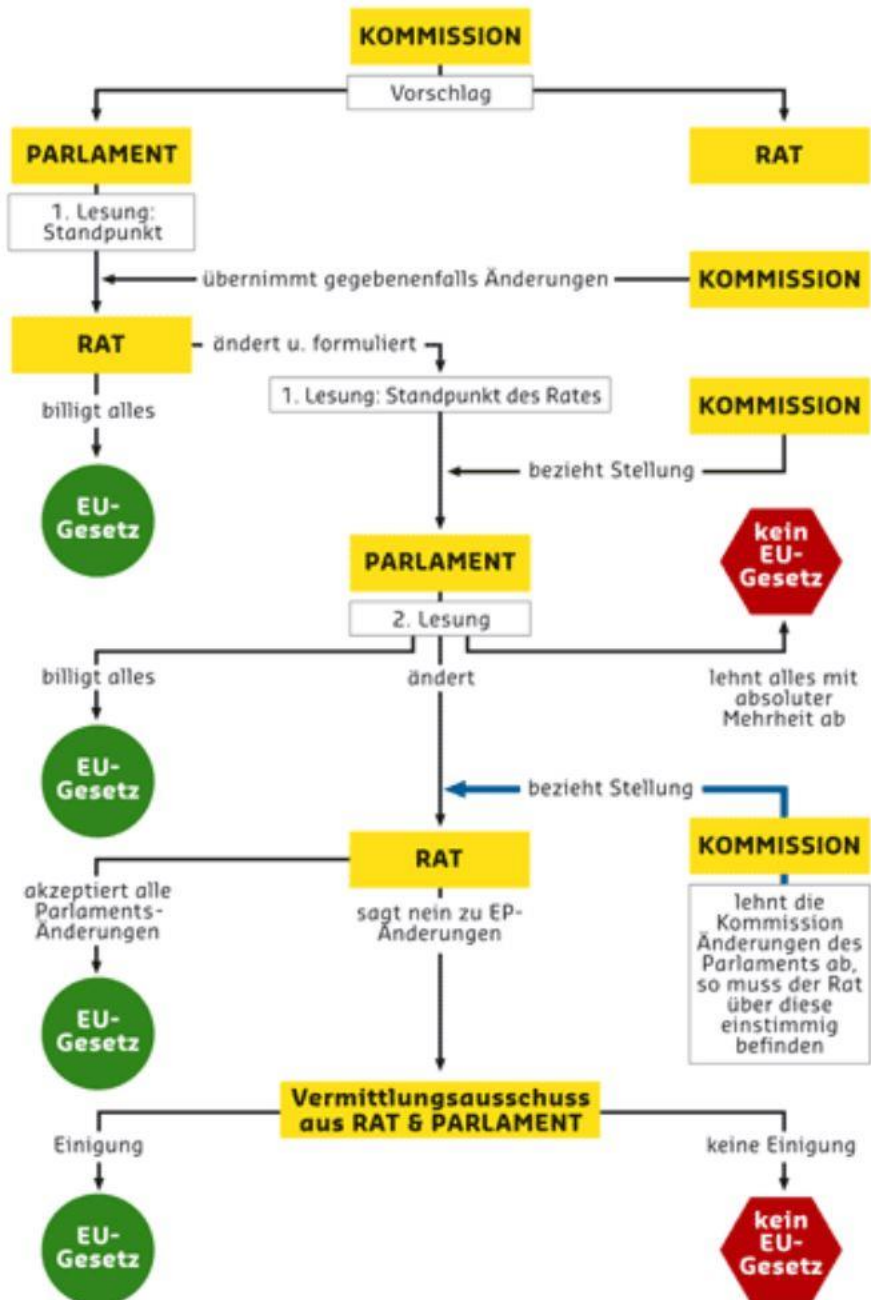 KOMMISSION
Vorschlag
PARLAMENT
RAT
1. Lesung:
Standpunkt
übernimmt gegebenenfalls Änderungen
KOMMISSION
RAT
ändert u. formuliert
1. Lesung: Standpunkt des Rates
KOMMISSION
billigt alles
bezieht Stellung
EU-
Gesetz
kein
EU-
Gesetz
PARLAMENT
2. Lesung
billigt alles
ändert
lehnt alles mit
absoluter
Mehrheit ab
EU-
Gesetz
bezieht Stellung
KOMMISSION
RAT
akzeptiert alle
Parlaments-
Änderungen
sagt nein zu EP-
Änderungen
lehnt die
Kommission
Änderungen des
Parlaments ab,
so muss der Rat
über diese
einstimmig
befinden
EU-
Gesetz
Vermittlungsausschuss
aus RAT & PARLAMENT
Einigung
keine Einigung
EU-
Gesetz
kein
EU-
Gesetz